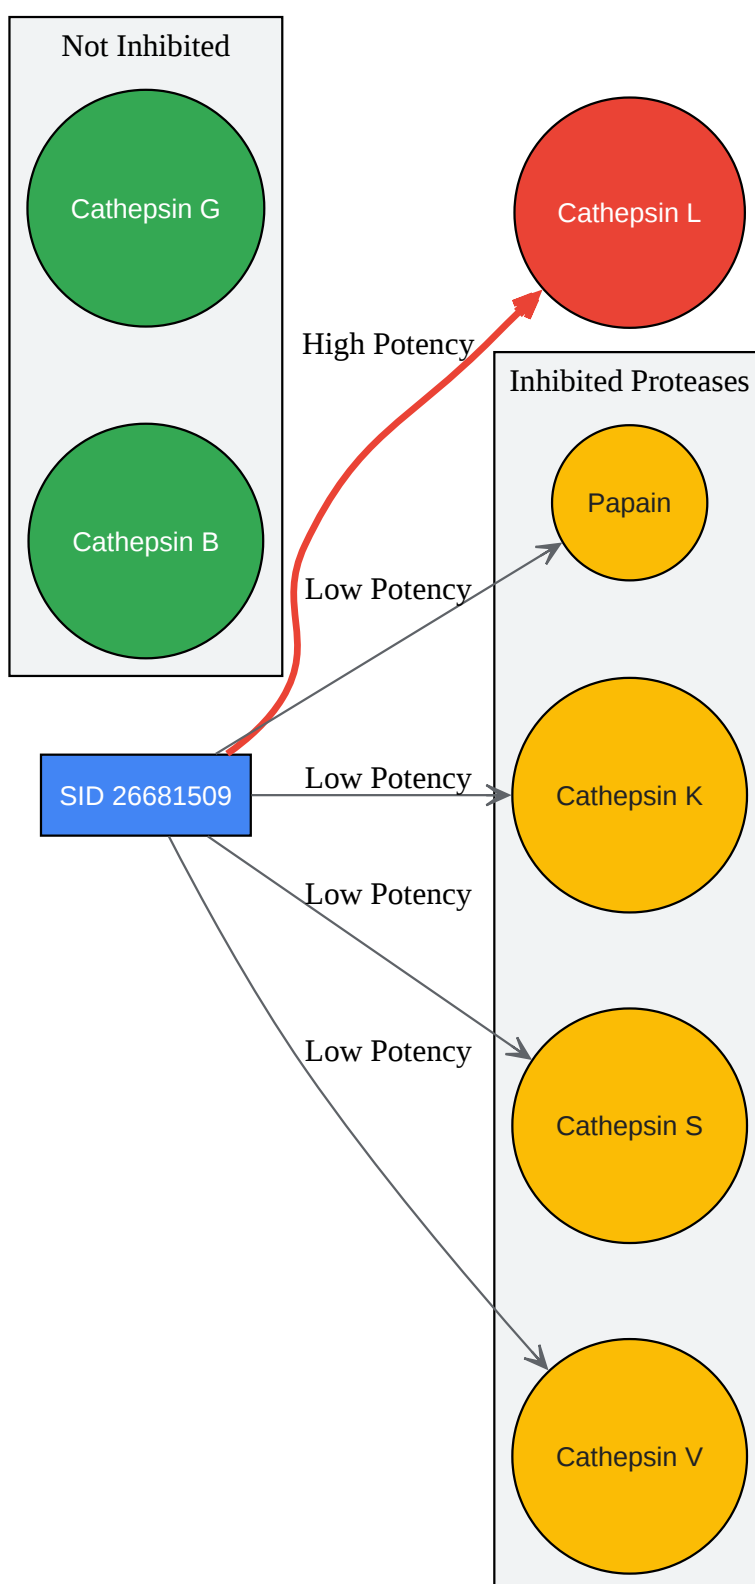 Not Inhibited
Cathepsin G
Cathepsin B
Cathepsin L
High Potency
Inhibited Proteases
Papain
Low Potency
SID 26681509
Low Potency
Cathepsin K
Low Potency
Low Potency
Cathepsin S
Cathepsin V